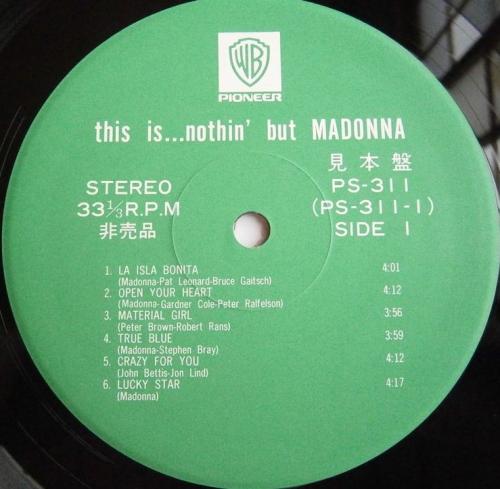 WB
PIONEER
this is...nothin' but MADONNA
見本盤
STEREO PS-311
33⅓R.P.M (PS-311-1)
非売品 SIDE 1
1. LA ISLA BONITA 4:01
(Madonna-Pat Leonard-Bruce Gaitsch)
2. OPEN YOUR HEART 4:12
(Madonna-Gardner Cole-Peter Ralfelson)
3. MATERIAL GIRL 3:56
(Peter Brown-Robert Rans)
4. TRUE BLUE 3:59
(Madonna-Stephen Bray)
5. CRAZY FOR YOU 4:12
(John Bettis-Jon Lind)
6. LUCKY STAR 4:17
(Madonna)